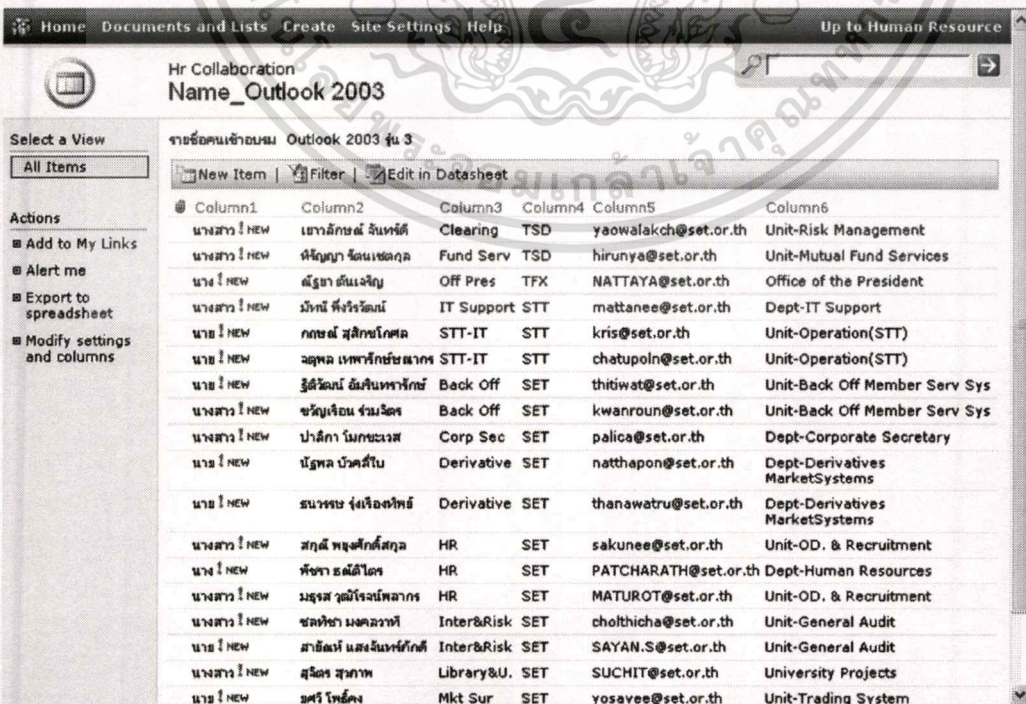 Home Documents and Lists Create Site Settings Help Up to Human Resource
Hr Collaboration
Name_Outlook 2003
Select a View
All Items
Actions
Add to My Links
Alert me
Export to
spreadsheet
Modify settings
and columns
รายชื่อคนเข้าอบรม Outlook 2003 รุ่น 3
New Item | Filter | Edit in Datasheet
Column1 Column2 Column3 Column4 Column5 Column6
นางสาว ! NEW เยาวลักษณ์ จันทร์ดี Clearing TSD yaowalakch@set.or.th Unit-Risk Management
นางสาว ! NEW หิรัญญา รัตนเชตกุล Fund Serv TSD hirunya@set.or.th Unit-Mutual Fund Services
นาง ! NEW ณัฐยา ตันเจริญ Off Pres TFX NATTAYA@set.or.th Office of the President
นางสาว ! NEW มัทนี พึ่งวิรวัฒน์ IT Support STT mattanee@set.or.th Dept-IT Support
นาย ! NEW กฤษณ์ สุสิกขโกศล STT-IT STT kris@set.or.th Unit-Operation(STT)
นาย ! NEW จตุพล เทพารักษ์ษณากร STT-IT STT chatupoln@set.or.th Unit-Operation(STT)
นาย ! NEW ฐิติวัฒน์ อัมรินทรารักษ์ Back Off SET thitiwat@set.or.th Unit-Back Off Member Serv Sys
นางสาว ! NEW ขวัญเรือน ร่วมจิตร Back Off SET kwanroun@set.or.th Unit-Back Off Member Serv Sys
นางสาว ! NEW ปาลิกา โมกขะเวส Corp Sec SET palica@set.or.th Dept-Corporate Secretary
นาย ! NEW นัฐพล บัวคลี่ใบ Derivative SET natthapon@set.or.th Dept-Derivatives
MarketSystems
นาย ! NEW ธนาวรรษ รุ่งเรืองทิพย์ Derivative SET thanawatru@set.or.th Dept-Derivatives
MarketSystems
นางสาว ! NEW สกุณี พยุงศักดิ์สกุล HR SET sakunee@set.or.th Unit-OD. & Recruitment
นาง ! NEW พัชรา ธณัติไตร HR SET PATCHARATH@set.or.th Dept-Human Resources
นางสาว ! NEW มธุรส วุฒิโรจน์พลากร HR SET MATUROT@set.or.th Unit-OD. & Recruitment
นางสาว ! NEW ชลทิชา มงคลวาที Inter&Risk SET cholthicha@set.or.th Unit-General Audit
นาย ! NEW สายัณห์ แสงจันทร์ภักดี Inter&Risk SET SAYAN.S@set.or.th Unit-General Audit
นางสาว ! NEW สุจิตร สุวภาพ Library&U. SET SUCHIT@set.or.th University Projects
นาย ! NEW ยศวี โพธิ์คง Mkt Sur SET yosavee@set.or.th Unit-Trading System